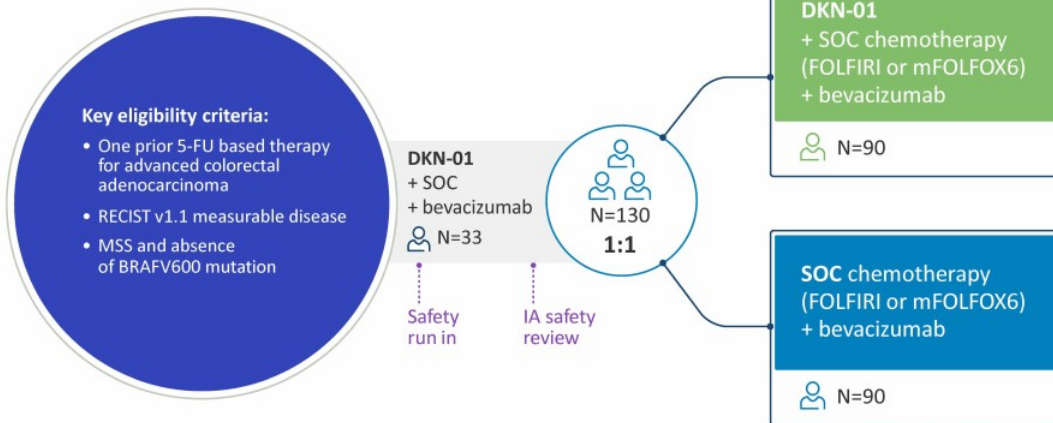 Key eligibility criteria:
• One prior 5-FU based therapy
for advanced colorectal
adenocarcinoma
• RECIST v1.1 measurable disease
• MSS and absence
of BRAFV600 mutation
DKN-01
+ SOC
+ bevacizumab
N=33
Safety
run in
IA safety
review
N=130
1:1
DKN-01
+ SOC chemotherapy
(FOLFIRI or mFOLFOX6)
+ bevacizumab
N=90
SOC chemotherapy
(FOLFIRI or mFOLFOX6)
+ bevacizumab
N=90